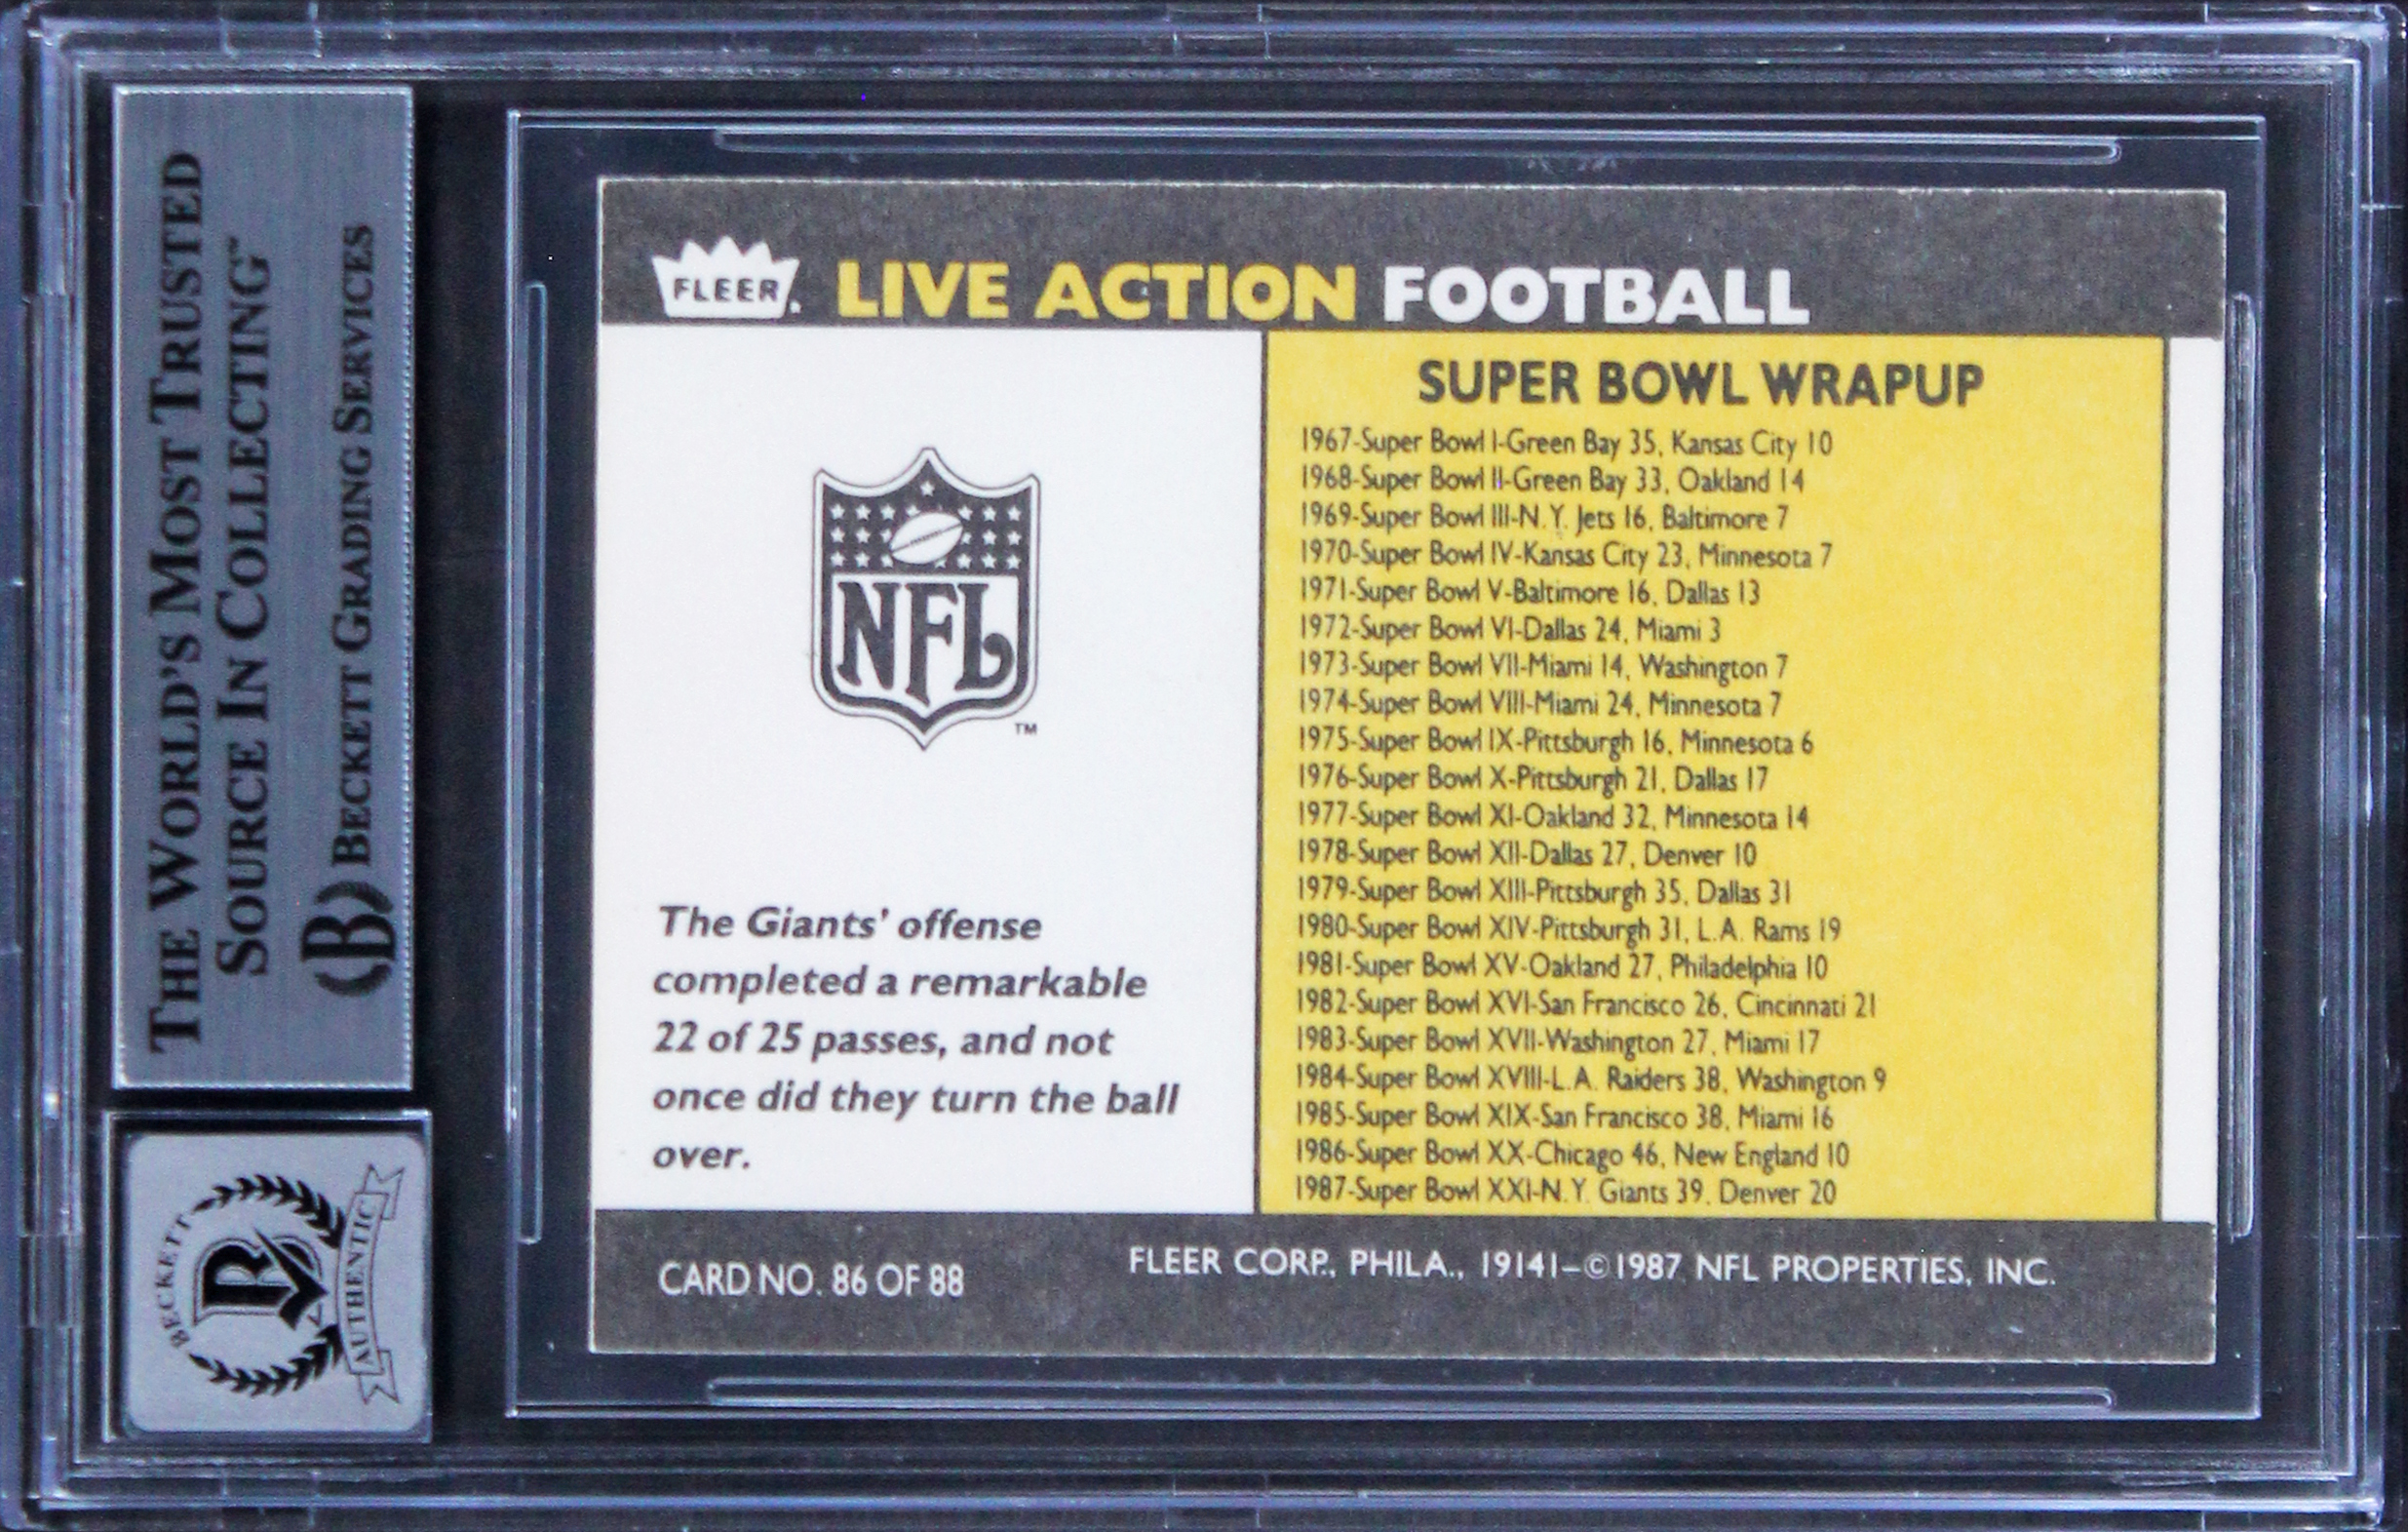 THE WORLD'S MOST TRUSTED
SOURCE IN COLLECTING™
BECKETT GRADING SERVICES
BECKETT
AUTHENTIC
FLEER. LIVE ACTION FOOTBALL
NFL
TM
The Giants' offense
completed a remarkable
22 of 25 passes, and not
once did they turn the ball
over.
SUPER BOWL WRAPUP
1967-Super Bowl I-Green Bay 35, Kansas City 10
1968-Super Bowl II-Green Bay 33, Oakland 14
1969-Super Bowl III-N.Y. Jets 16, Baltimore 7
1970-Super Bowl IV-Kansas City 23, Minnesota 7
1971-Super Bowl V-Baltimore 16, Dallas 13
1972-Super Bowl VI-Dallas 24, Miami 3
1973-Super Bowl VII-Miami 14, Washington 7
1974-Super Bowl VIII-Miami 24, Minnesota 7
1975-Super Bowl IX-Pittsburgh 16, Minnesota 6
1976-Super Bowl X-Pittsburgh 21, Dallas 17
1977-Super Bowl XI-Oakland 32, Minnesota 14
1978-Super Bowl XII-Dallas 27, Denver 10
1979-Super Bowl XIII-Pittsburgh 35, Dallas 31
1980-Super Bowl XIV-Pittsburgh 31, L.A. Rams 19
1981-Super Bowl XV-Oakland 27, Philadelphia 10
1982-Super Bowl XVI-San Francisco 26, Cincinnati 21
1983-Super Bowl XVII-Washington 27, Miami 17
1984-Super Bowl XVIII-L.A. Raiders 38, Washington 9
1985-Super Bowl XIX-San Francisco 38, Miami 16
1986-Super Bowl XX-Chicago 46, New England 10
1987-Super Bowl XXI-N.Y. Giants 39, Denver 20
CARD NO. 86 OF 88
FLEER CORP., PHILA., 19141-©1987 NFL PROPERTIES, INC.